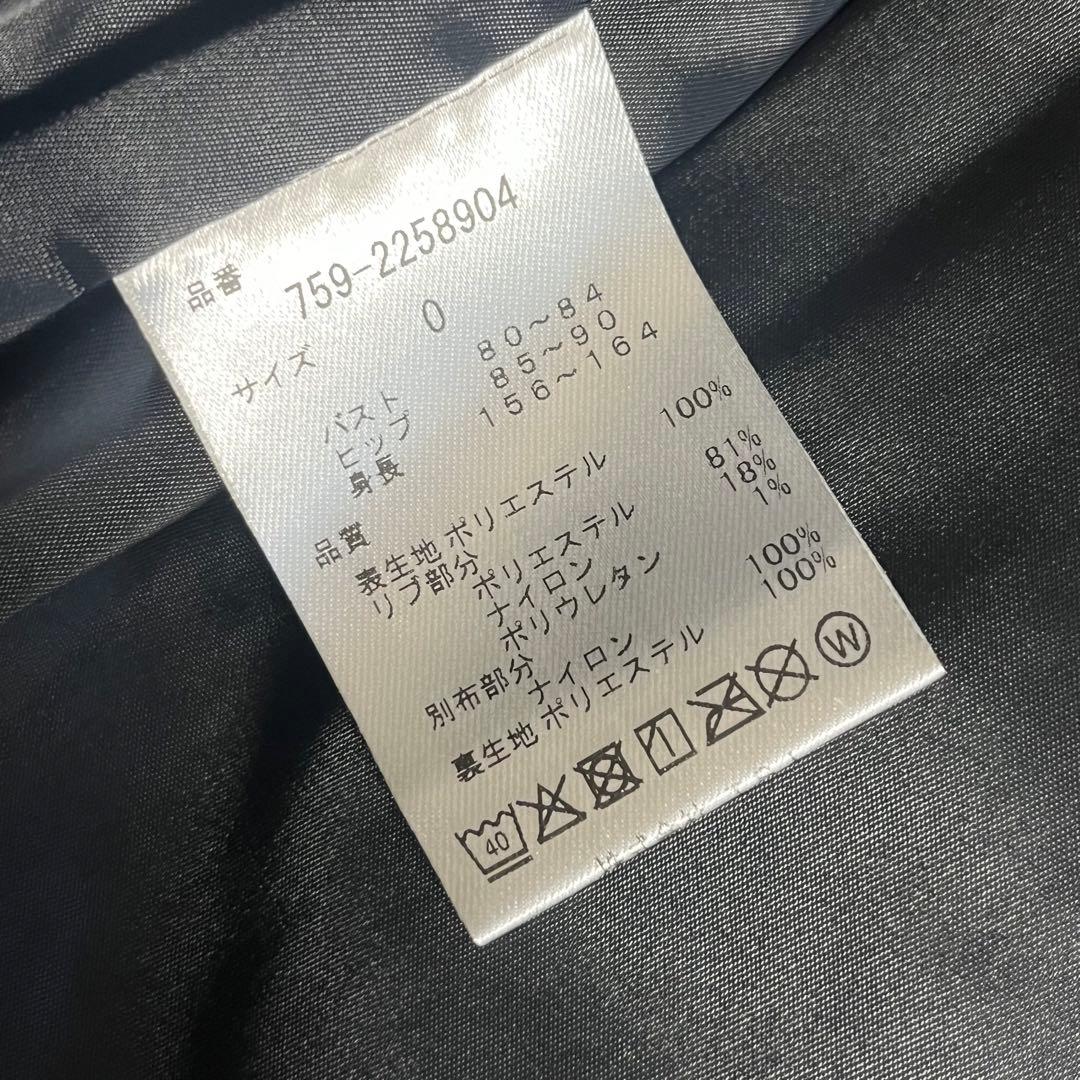 品番 759-2258904
サイズ 0
バスト 80～84
ヒップ 85～90
身長 156～164
品質
表生地 ポリエステル 100%
リブ部分
ポリエステル 81%
ナイロン 18%
ポリウレタン 1%
別布部分
ナイロン 100%
裏生地 ポリエステル 100%
40
W